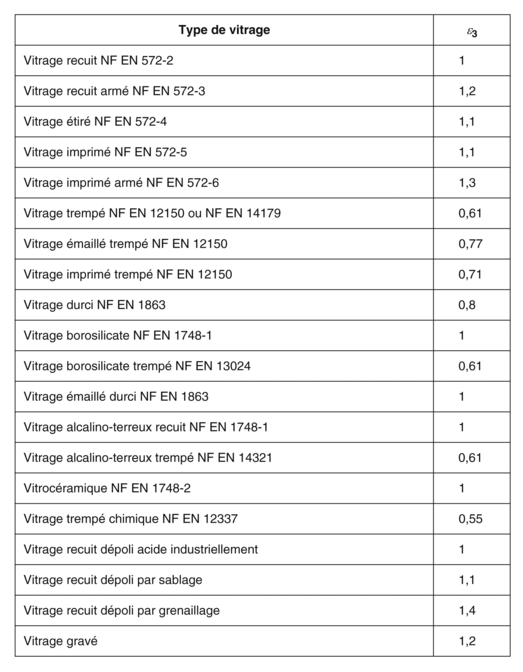 Type de vitrage ε3
Vitrage recuit NF EN 572-2 1
Vitrage recuit armé NF EN 572-3 1,2
Vitrage étiré NF EN 572-4 1,1
Vitrage imprimé NF EN 572-5 1,1
Vitrage imprimé armé NF EN 572-6 1,3
Vitrage trempé NF EN 12150 ou NF EN 14179 0,61
Vitrage émaillé trempé NF EN 12150 0,77
Vitrage imprimé trempé NF EN 12150 0,71
Vitrage durci NF EN 1863 0,8
Vitrage borosilicate NF EN 1748-1 1
Vitrage borosilicate trempé NF EN 13024 0,61
Vitrage émaillé durci NF EN 1863 1
Vitrage alcalino-terreux recuit NF EN 1748-1 1
Vitrage alcalino-terreux trempé NF EN 14321 0,61
Vitrocéramique NF EN 1748-2 1
Vitrage trempé chimique NF EN 12337 0,55
Vitrage recuit dépoli acide industriellement 1
Vitrage recuit dépoli par sablage 1,1
Vitrage recuit dépoli par grenaillage 1,4
Vitrage gravé 1,2